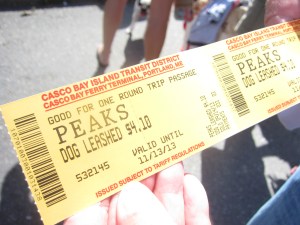 CASCO BAY ISLAND TRANSIT DISTRICT
CASCO BAY FERRY TERMINAL, PORTLAND, ME
GOOD FOR ONE ROUND TRIP PASSAGE
PEAKS
DOG LEASHED $4.10
VALID UNTIL
532145 11/13/13
ISSUED SUBJECT TO TARIFF REGULATIONS
CASCO BAY
GOOD FOR ONE
PEAKS
DOG LEASHED $4.10
532145